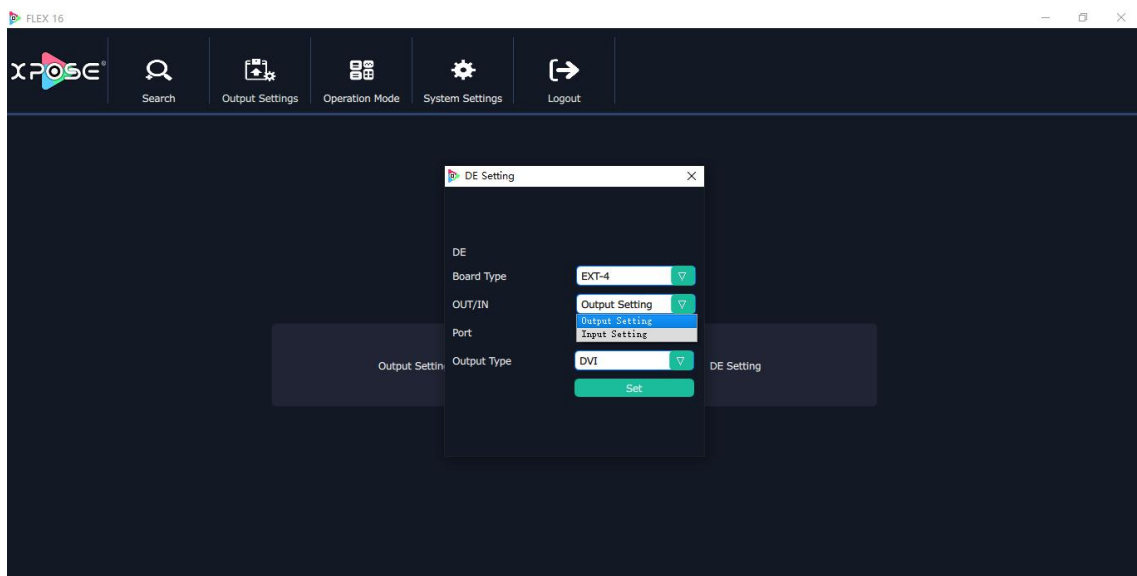 FLEX 16
XPOSE®
Search
Output Settings
Operation Mode
System Settings
Logout
DE Setting
DE
Board Type
EXT-4
OUT/IN
Output Setting
Output Setting
Input Setting
Port
Output Settin
Output Type
DVI
DE Setting
Set